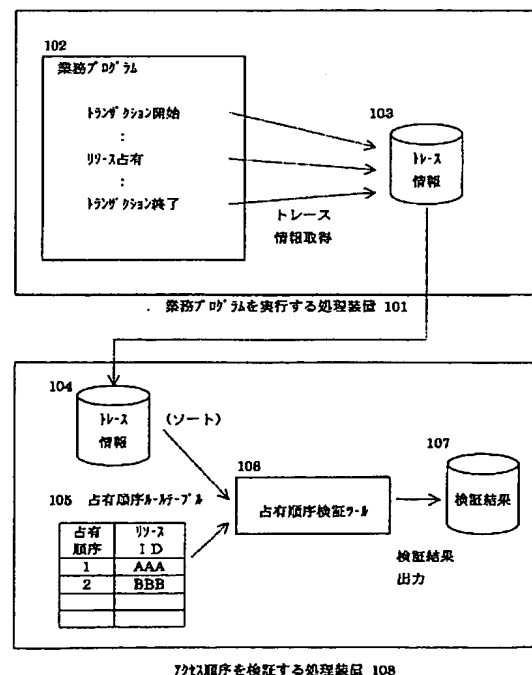 102
業務プログラム
トランザクション開始
:
リソース占有
:
トランザクション終了
103
トレース
情報
トレース
情報取得
業務プログラムを実行する処理装置 101
104
トレース
情報
(ソート)
105 占有順序ルールテーブル
占有
順序
リソース
ID
1 AAA
2 BBB
106
占有順序検証ツール
107
検証結果
検証結果
出力
アクセス順序を検証する処理装置 108